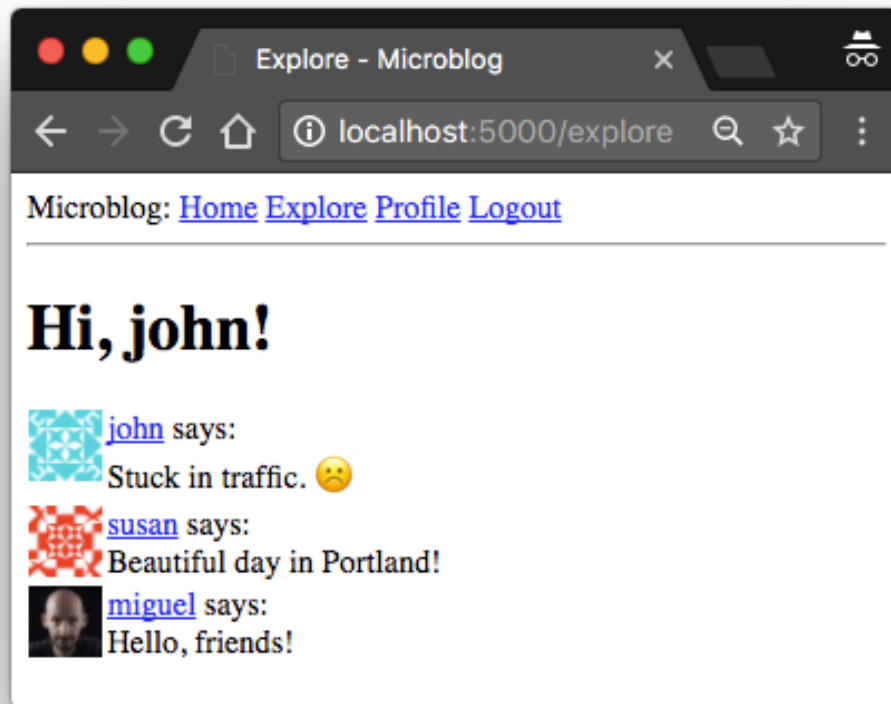 Explore - Microblog
localhost:5000/explore
Microblog: Home Explore Profile Logout
Hi, john!
john says:
Stuck in traffic. ☹️
susan says:
Beautiful day in Portland!
miguel says:
Hello, friends!